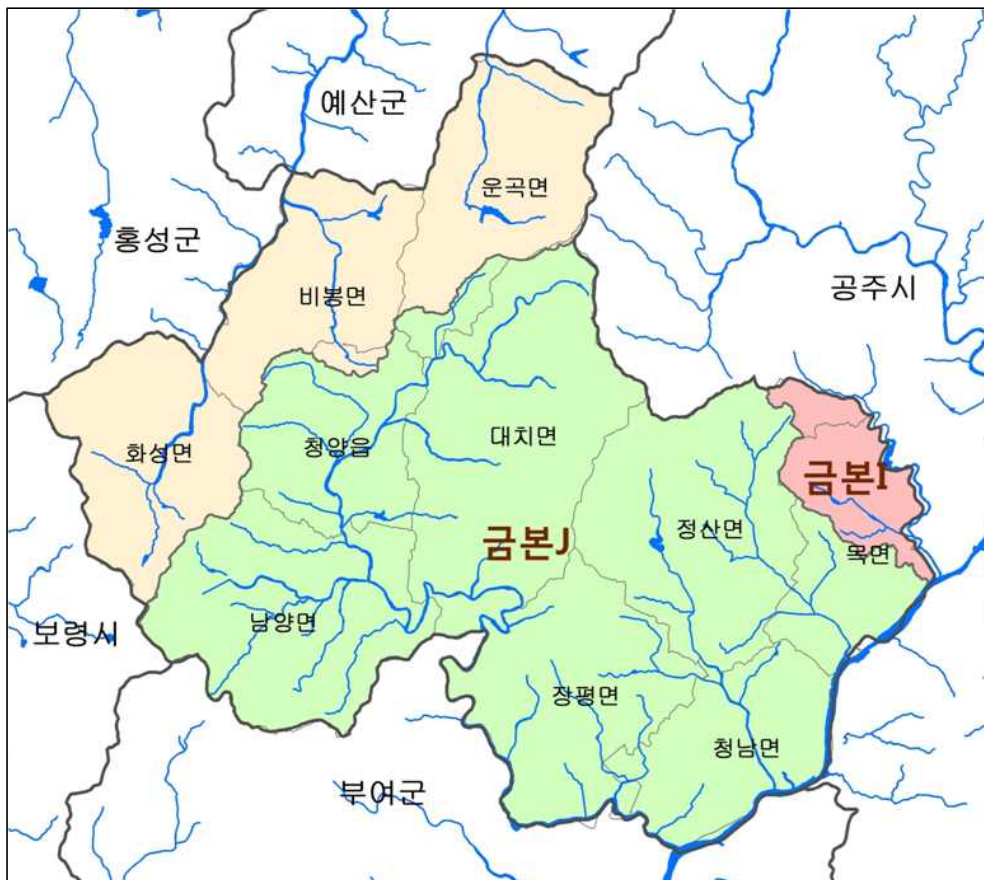 예산군
운곡면
홍성군
비봉면
공주시
화성면
청양읍
대치면
금본I
정산면
금본J
목면
남양면
보령시
장평면
청남면
부여군